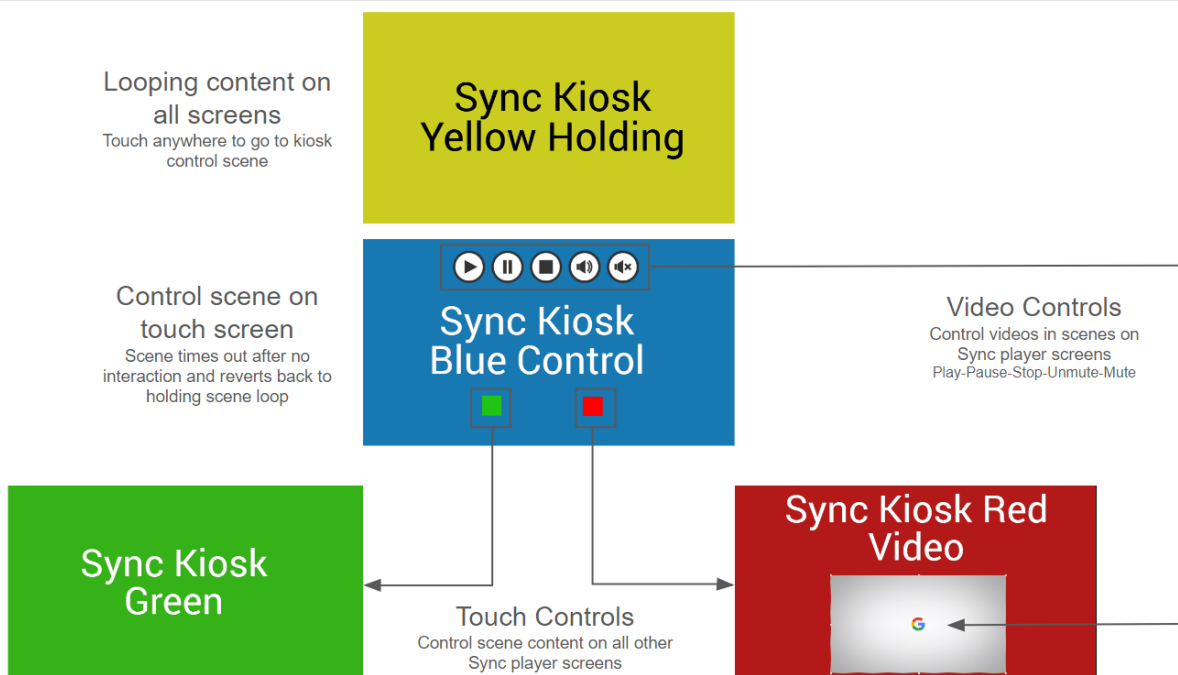 Looping content on
all screens
Touch anywhere to go to kiosk
control scene
Sync Kiosk
Yellow Holding
Control scene on
touch screen
Scene times out after no
interaction and reverts back to
holding scene loop
Sync Kiosk
Blue Control
Video Controls
Control videos in scenes on
Sync player screens
Play-Pause-Stop-Unmute-Mute
Sync Kiosk
Green
Touch Controls
Control scene content on all other
Sync player screens
Sync Kiosk Red
Video
G